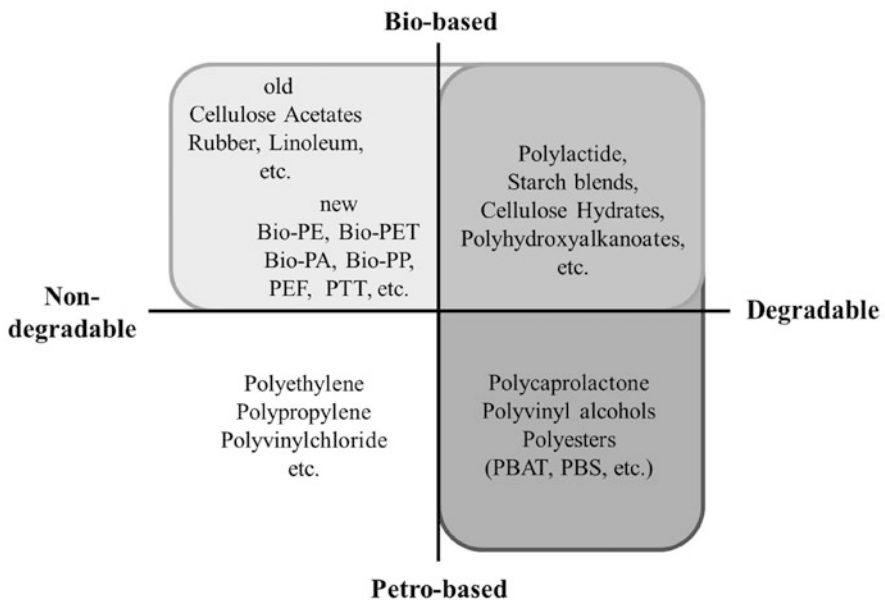 Bio-based
old
Cellulose Acetates
Rubber, Linoleum,
etc.
new
Bio-PE, Bio-PET
Bio-PA, Bio-PP,
PEF, PTT, etc.
Polylactide,
Starch blends,
Cellulose Hydrates,
Polyhydroxyalkanoates,
etc.
Non-
degradable
Degradable
Polyethylene
Polypropylene
Polyvinylchloride
etc.
Polycaprolactone
Polyvinyl alcohols
Polyesters
(PBAT, PBS, etc.)
Petro-based